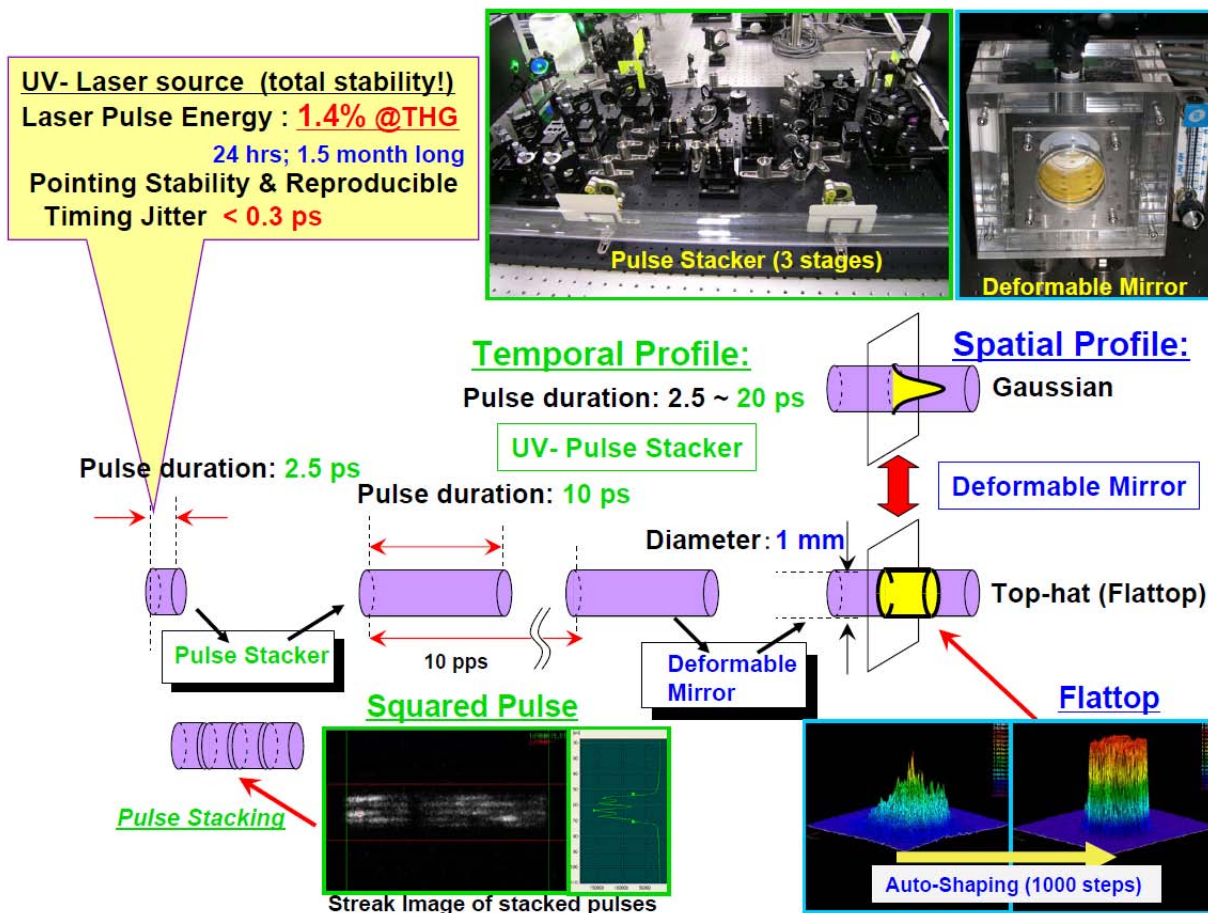 UV- Laser source (total stability!)
Laser Pulse Energy : 1.4% @THG
24 hrs; 1.5 month long
Pointing Stability & Reproducible
Timing Jitter < 0.3 ps
Pulse Stacker (3 stages)
Deformable Mirror
Temporal Profile:
Pulse duration: 2.5 ~ 20 ps
UV- Pulse Stacker
Spatial Profile:
Gaussian
Deformable Mirror
Pulse duration: 2.5 ps
Pulse duration: 10 ps
Diameter : 1 mm
Top-hat (Flattop)
Pulse Stacker
10 pps
Deformable
Mirror
Squared Pulse
Flattop
Pulse Stacking
Streak Image of stacked pulses
Auto-Shaping (1000 steps)